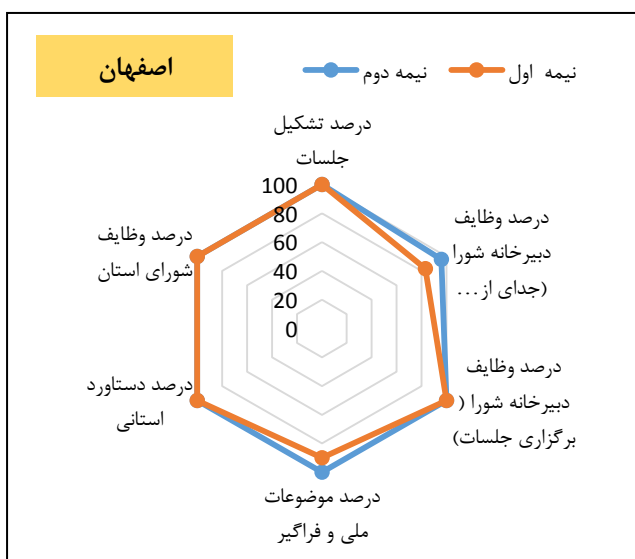 اصفهان
نیمه اول
نیمه دوم
درصد تشکیل
جلسات
100
80
60
40
20
0
درصد وظایف
دبیرخانه شورا
(جدای از...
درصد وظایف
دبیرخانه شورا (
برگزاری جلسات)
درصد موضوعات
ملی و فراگیر
درصد دستاورد
استانی
درصد وظایف
شورای استان